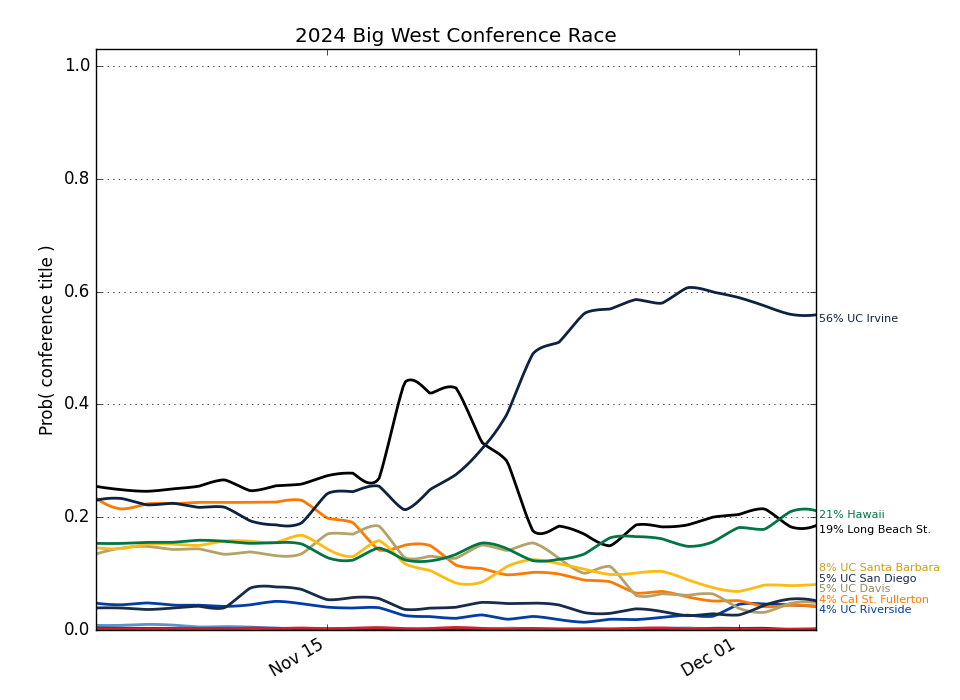 2024 Big West Conference Race
Prob( conference title )
1.0
0.8
0.6
0.4
0.2
0.0
Nov 15
Dec 01
56% UC Irvine
21% Hawaii
19% Long Beach St.
8% UC Santa Barbara
5% UC San Diego
5% UC Davis
4% Cal St. Fullerton
4% UC Riverside